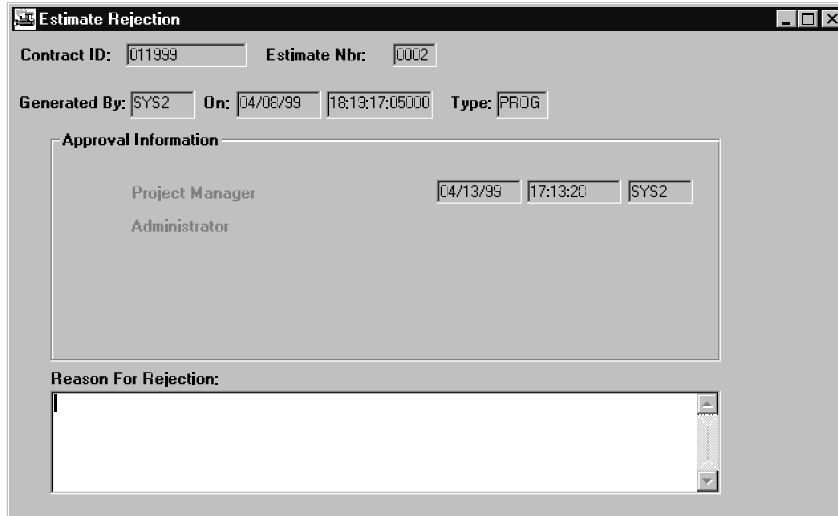 Estimate Rejection
Contract ID: 011999 Estimate Nbr: 0002
Generated By: SYS2 On: 04/08/99 18:19:17:05000 Type: PROG
Approval Information
Project Manager 04/13/99 17:13:20 SYS2
Administrator
Reason For Rejection: